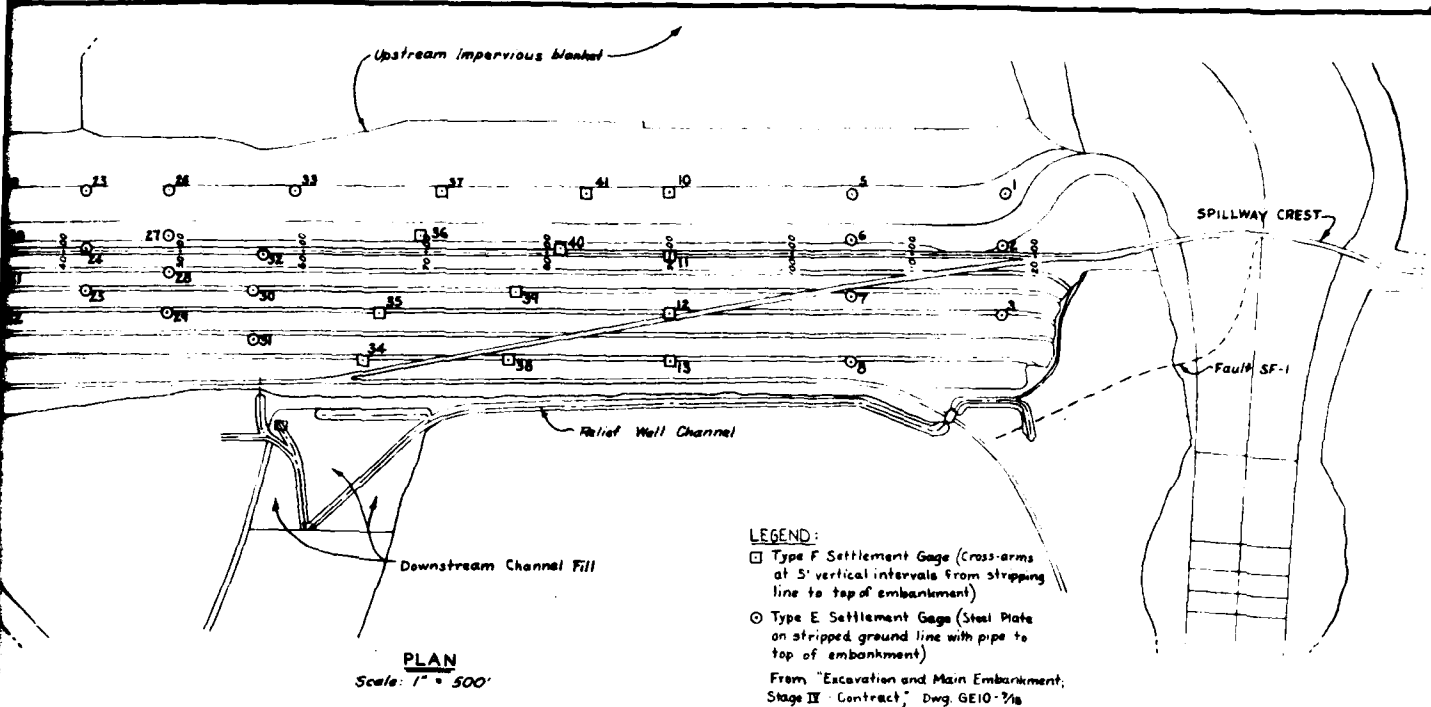 Upstream Impervious blanket
23 26 33 37 41 10 5 1
SPILLWAY CREST
27 36 6
24 32 40 11 2
28
25 30 39 7
29 35 12 3
31
34 38 13 8
Fault SF-1
Relief Well Channel
Downstream Channel Fill
LEGEND:
Type F Settlement Gage (Cross-arms
at 5' vertical intervals from stripping
line to top of embankment)
Type E Settlement Gage (Steel Plate
on stripped ground line with pipe to
top of embankment)
From "Excavation and Main Embankment,
Stage IV Contract," Dwg. GE10-
PLAN
Scale: 1" = 500'